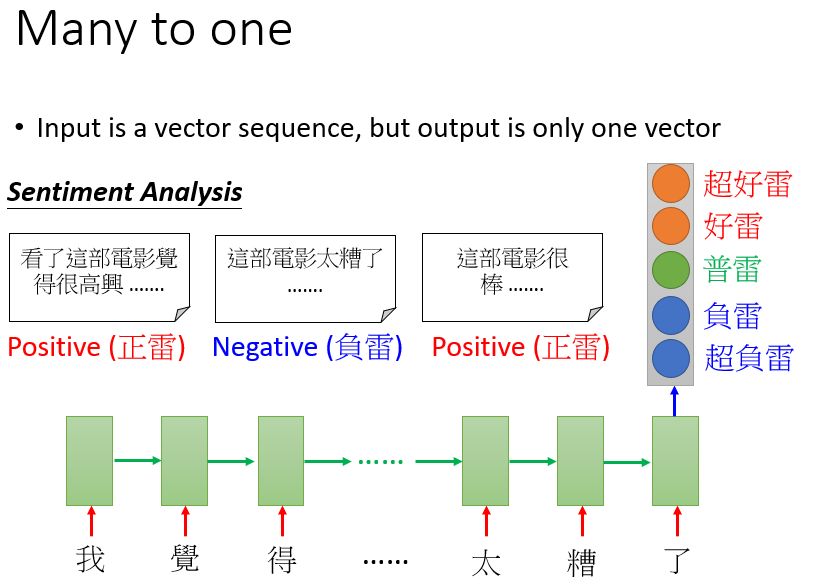 Many to one
• Input is a vector sequence, but output is only one vector
Sentiment Analysis
看了這部電影覺
得很高興 .......
Positive (正雷)
這部電影太糟了
.......
Negative (負雷)
這部電影很
棒 .......
Positive (正雷)
超好雷
好雷
普雷
負雷
超負雷
......
我 覺 得 …… 太 糟 了